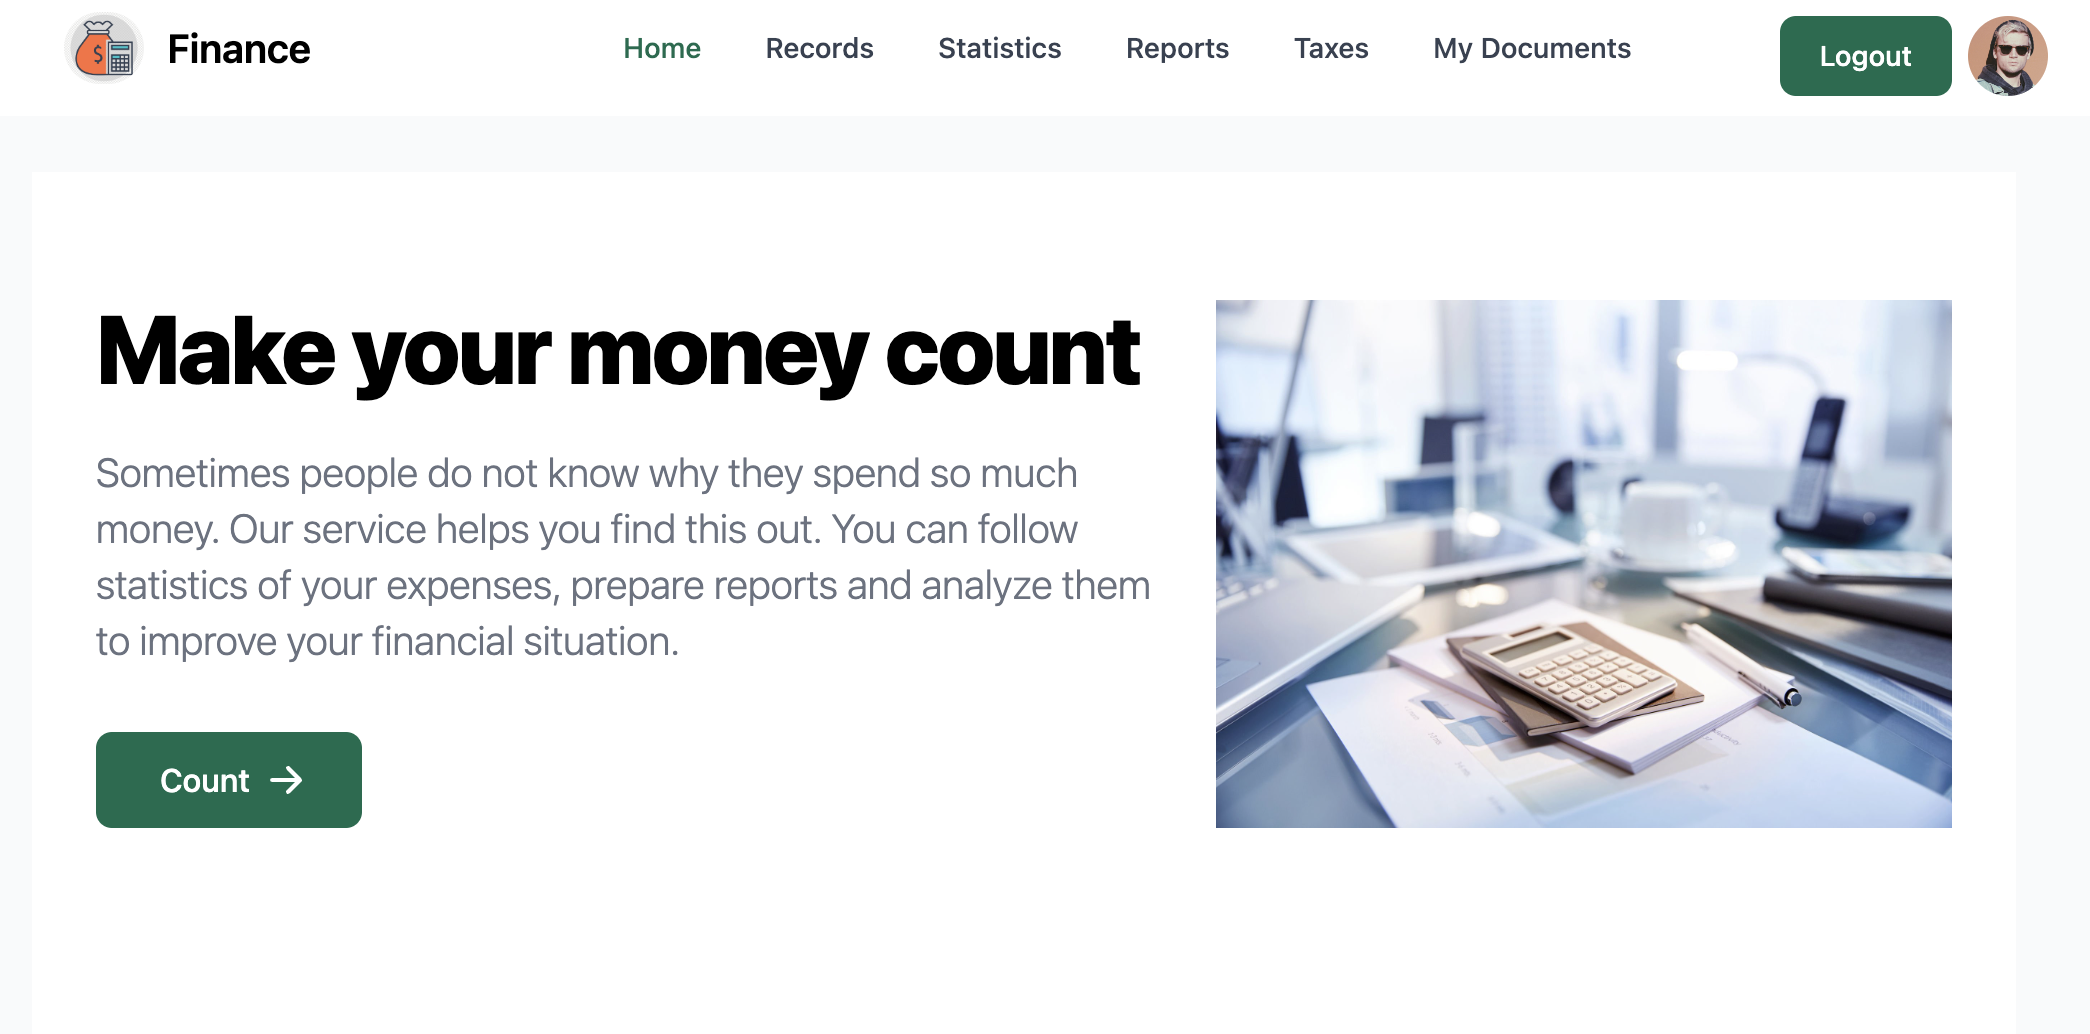 Finance
Home Records Statistics Reports Taxes My Documents
Logout
Make your money count
Sometimes people do not know why they spend so much
money. Our service helps you find this out. You can follow
statistics of your expenses, prepare reports and analyze them
to improve your financial situation.
Count